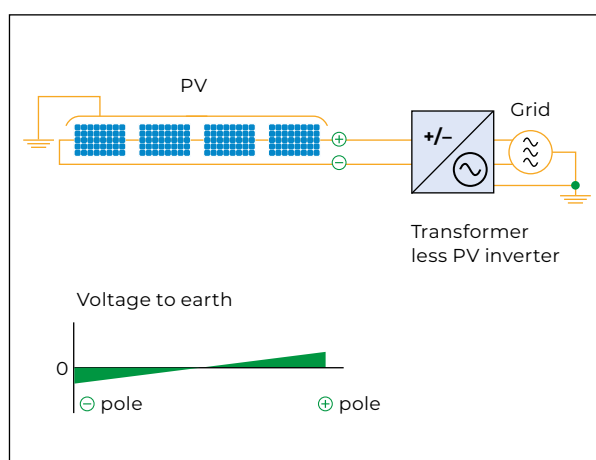 PV
Grid
+
+/−
−
Transformer
less PV inverter
Voltage to earth
0
− pole
+ pole